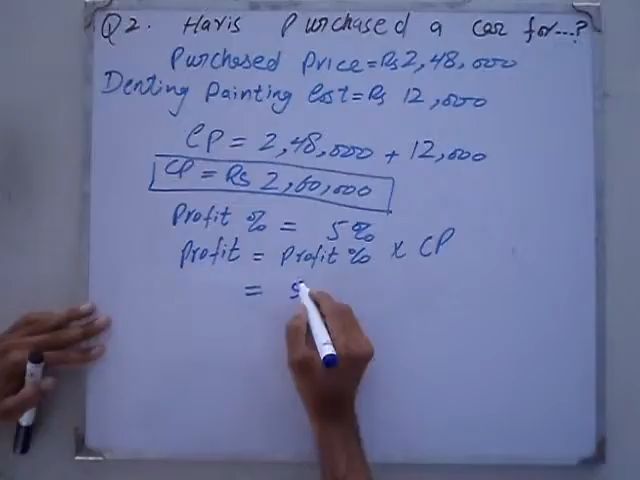 Q2. Haris Purchased a car for...?
Purchased Price = Rs 2,48,000
Denting Painting Cost = Rs 12,000
CP = 2,48,000 + 12,000
CP = Rs 2,60,000
Profit % = 5%
Profit = Profit % x CP
= 5